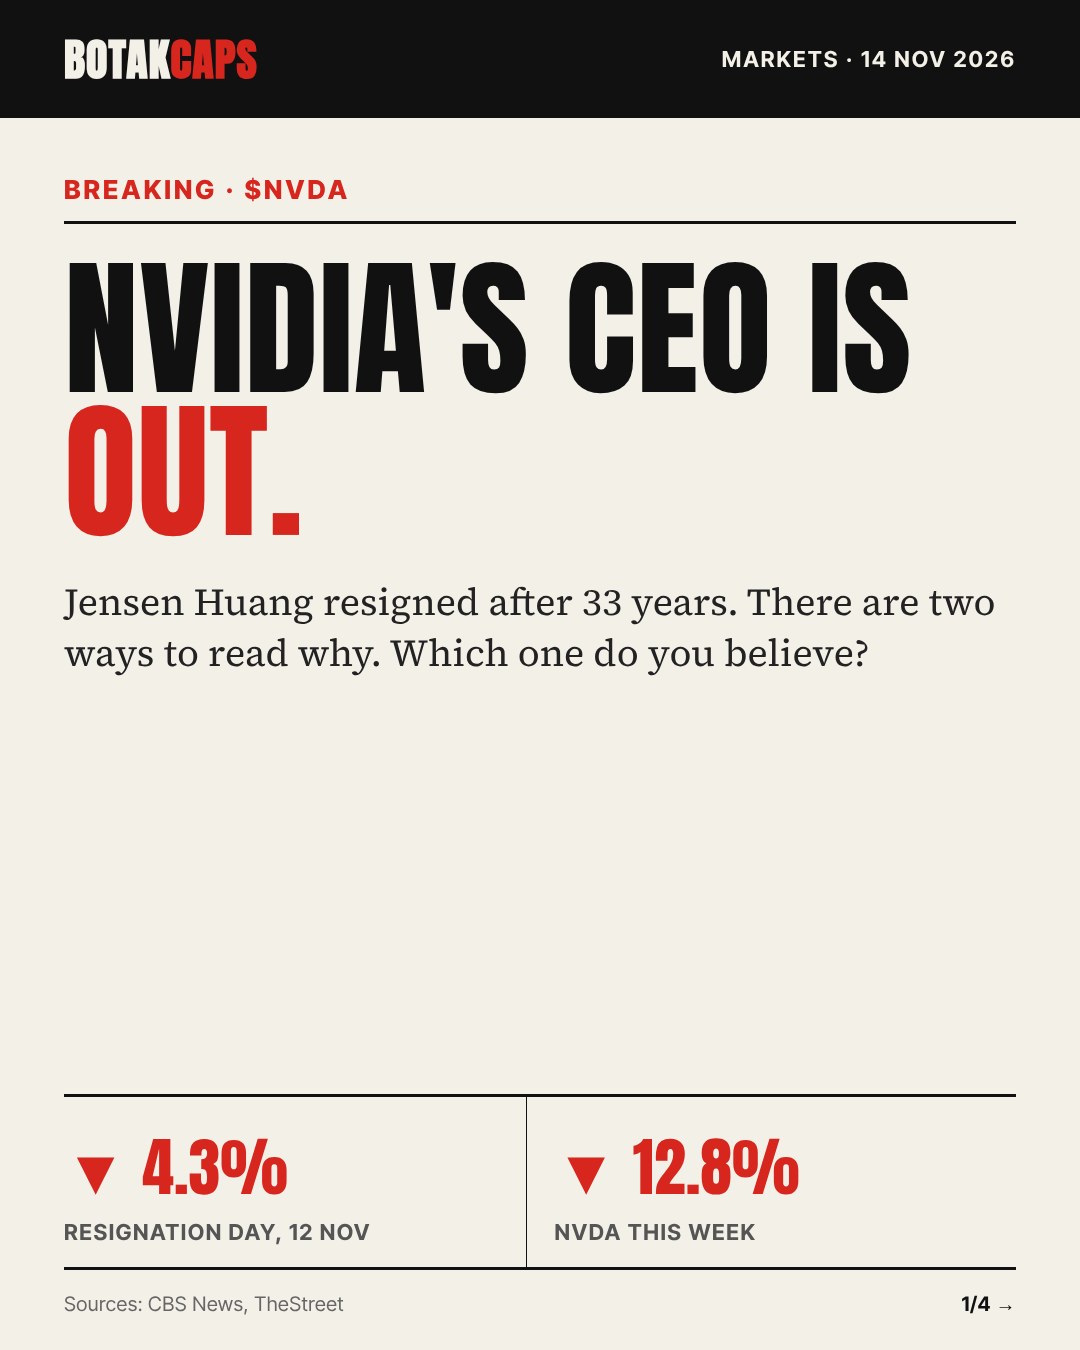 BOTAKCAPS
MARKETS · 14 NOV 2026
BREAKING · $NVDA
NVIDIA'S CEO IS
OUT.
Jensen Huang resigned after 33 years. There are two
ways to read why. Which one do you believe?
▼ 4.3%
RESIGNATION DAY, 12 NOV
▼ 12.8%
NVDA THIS WEEK
Sources: CBS News, TheStreet
1/4 →